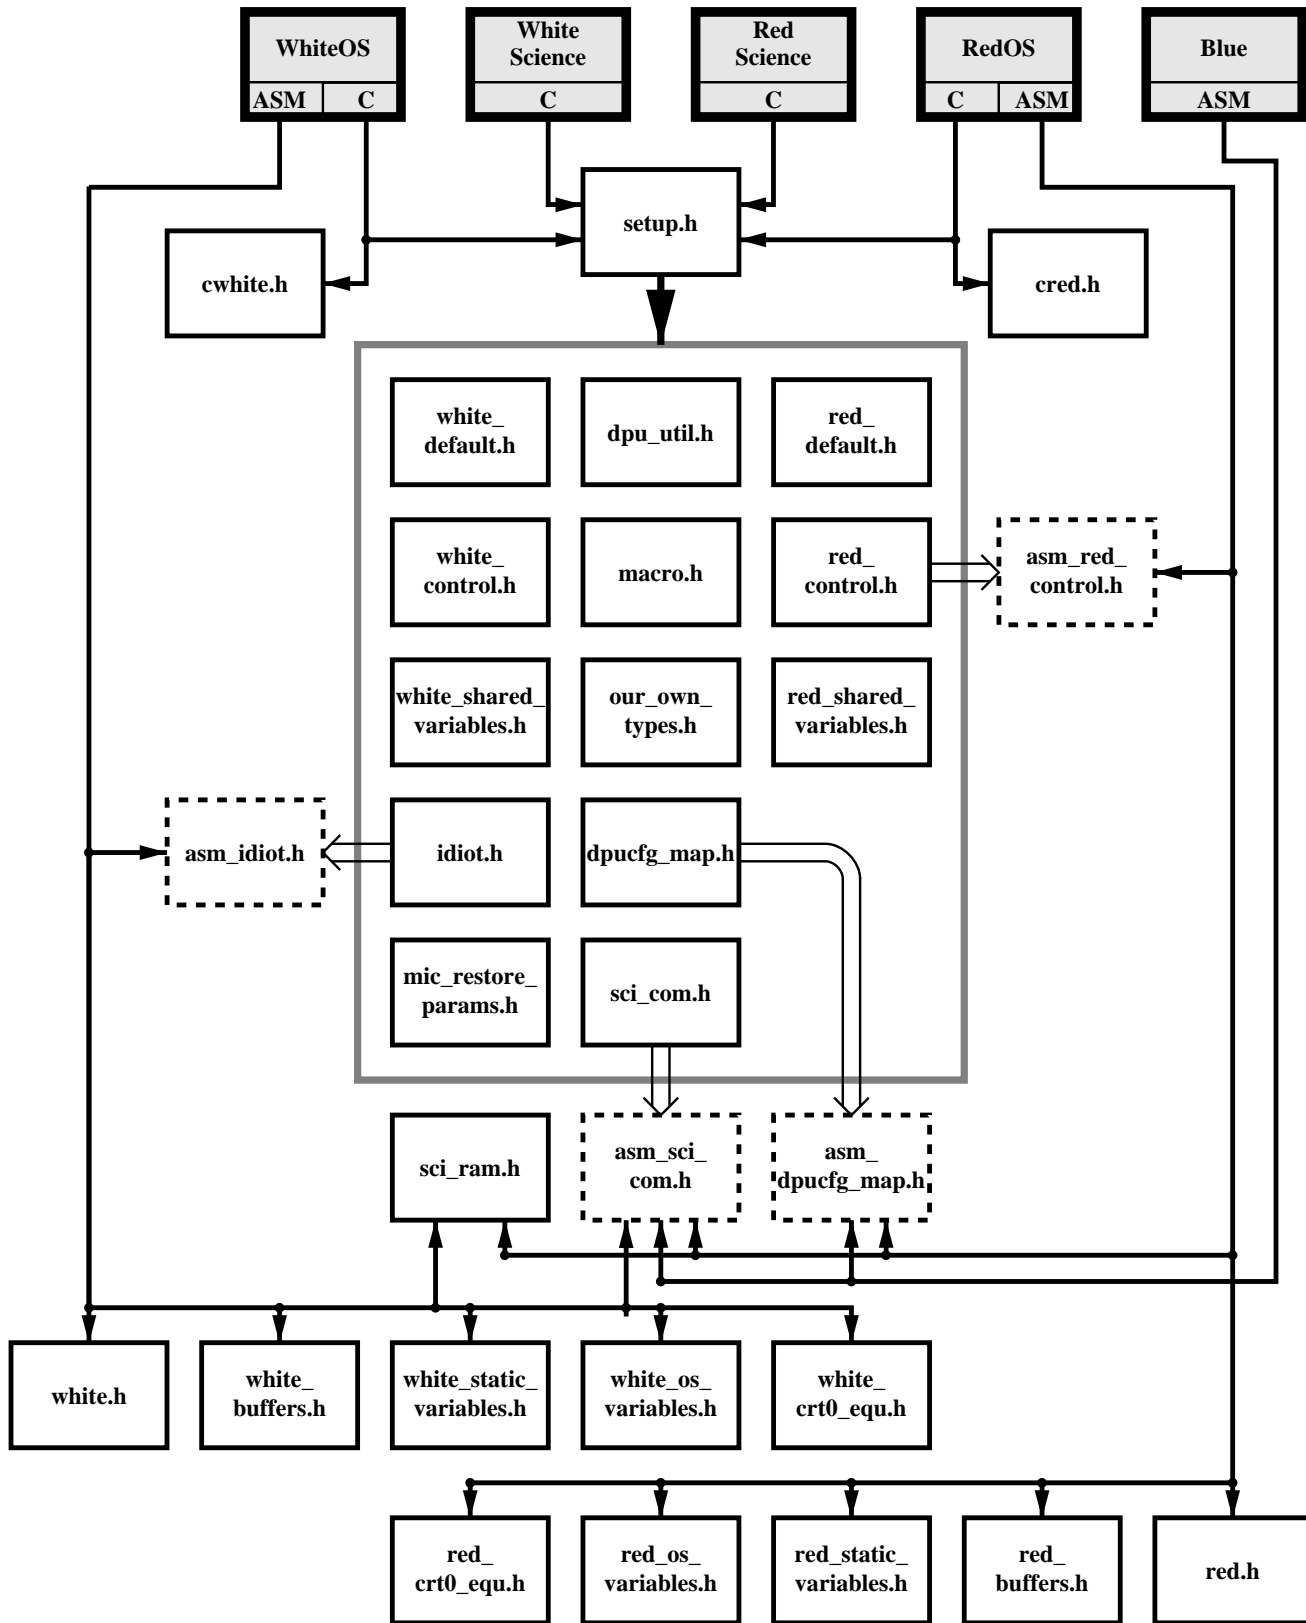 WhiteOS
ASM C
White
Science
C
Red
Science
C
RedOS
C ASM
Blue
ASM
setup.h
cwhite.h
cred.h
white_
default.h
dpu_util.h
red_
default.h
white_
control.h
macro.h
red_
control.h
asm_red_
control.h
white_shared_
variables.h
our_own_
types.h
red_shared_
variables.h
asm_idiot.h
idiot.h
dpucfg_map.h
mic_restore_
params.h
sci_com.h
sci_ram.h
asm_sci_
com.h
asm_
dpucfg_map.h
white.h
white_
buffers.h
white_static_
variables.h
white_os_
variables.h
white_
crt0_equ.h
red_
crt0_equ.h
red_os_
variables.h
red_static_
variables.h
red_
buffers.h
red.h